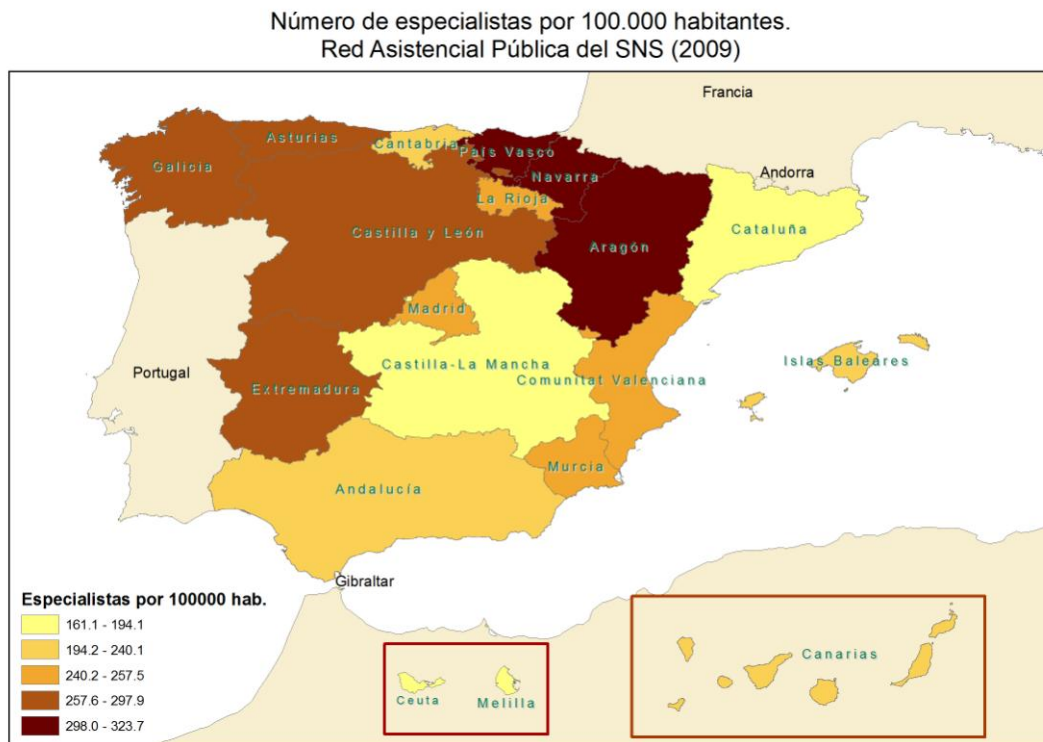 Número de especialistas por 100.000 habitantes.
Red Asistencial Pública del SNS (2009)
Francia
Asturias
Cantabria
País Vasco
Galicia
Navarra
Andorra
La Rioja
Castilla y León
Aragón
Cataluña
Madrid
Portugal
Castilla-La Mancha
Islas Baleares
Extremadura
Comunitat Valenciana
Murcia
Andalucía
Gibraltar
Especialistas por 100000 hab.
161.1 - 194.1
194.2 - 240.1
240.2 - 257.5
257.6 - 297.9
298.0 - 323.7
Ceuta
Melilla
Canarias